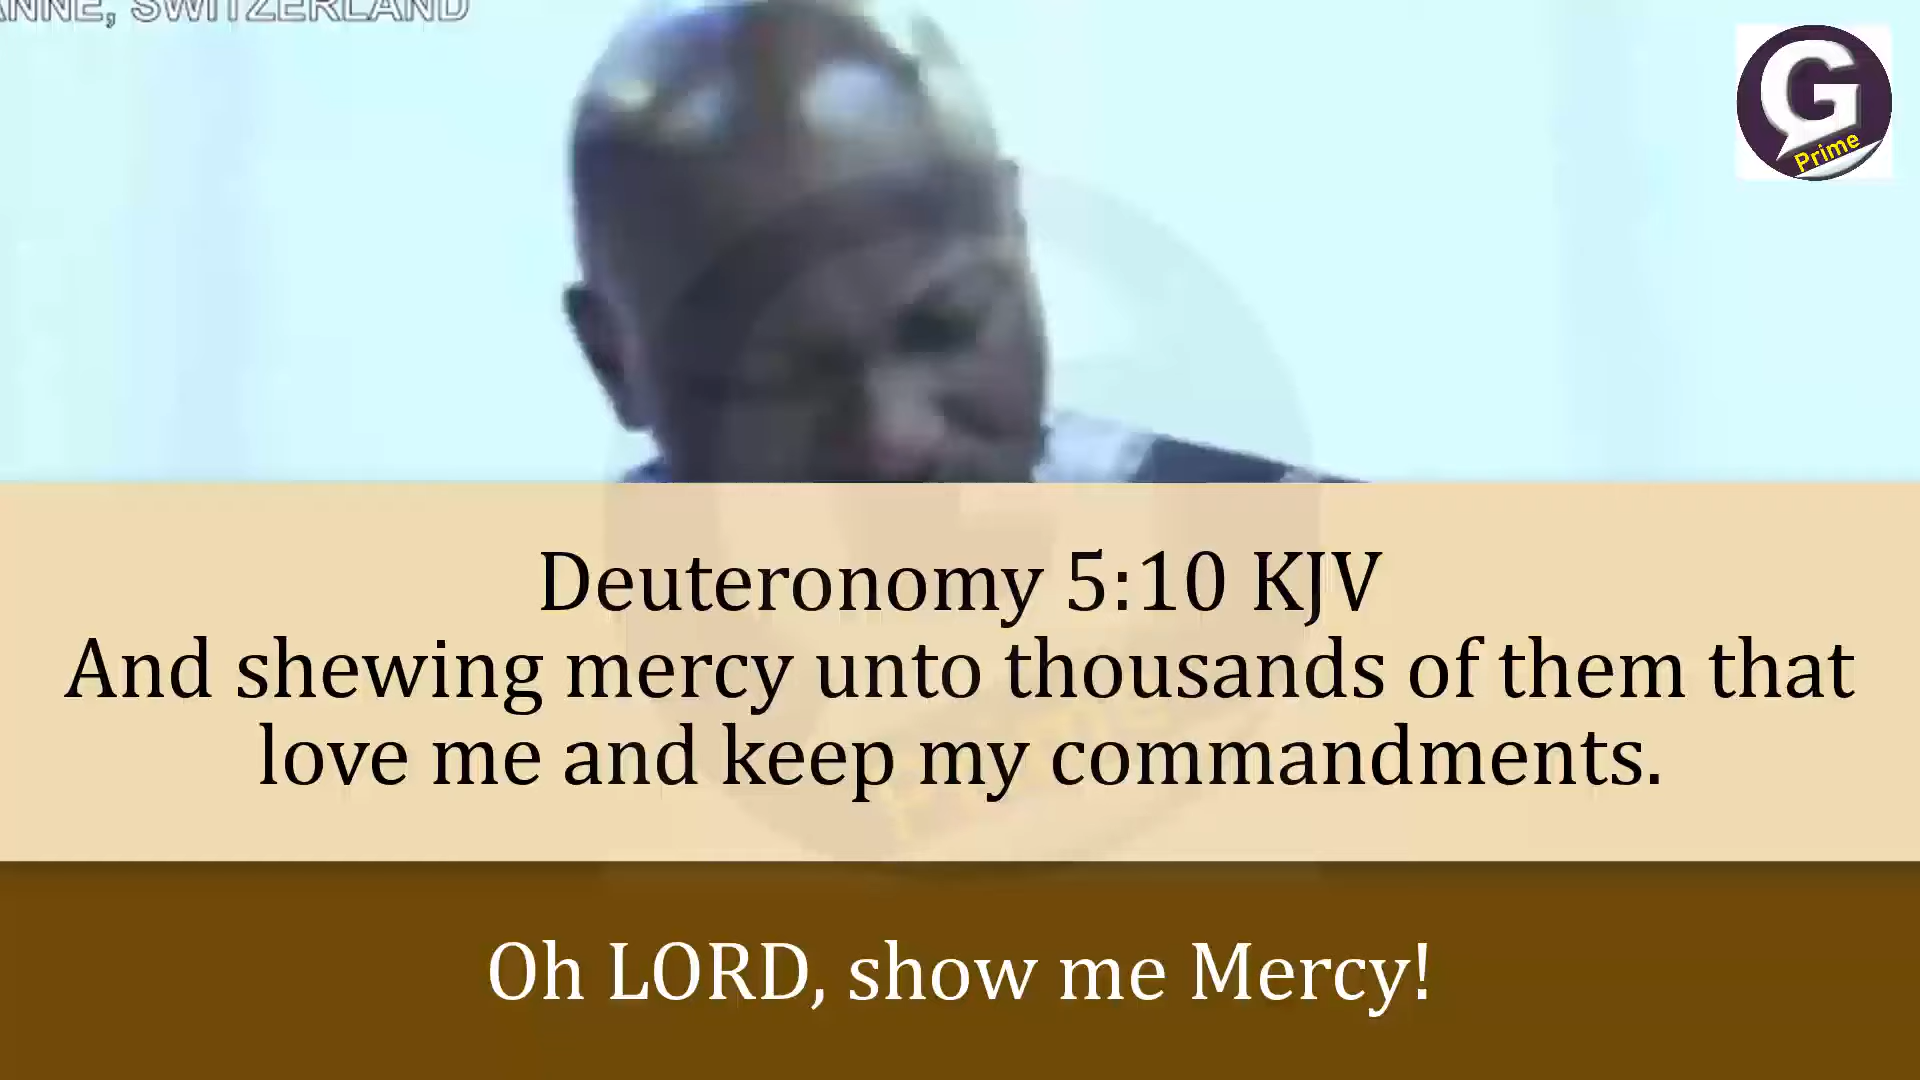 ANNE, SWITZERLAND
G
Prime
Deuteronomy 5:10 KJV
And shewing mercy unto thousands of them that
love me and keep my commandments.
Oh LORD, show me Mercy!